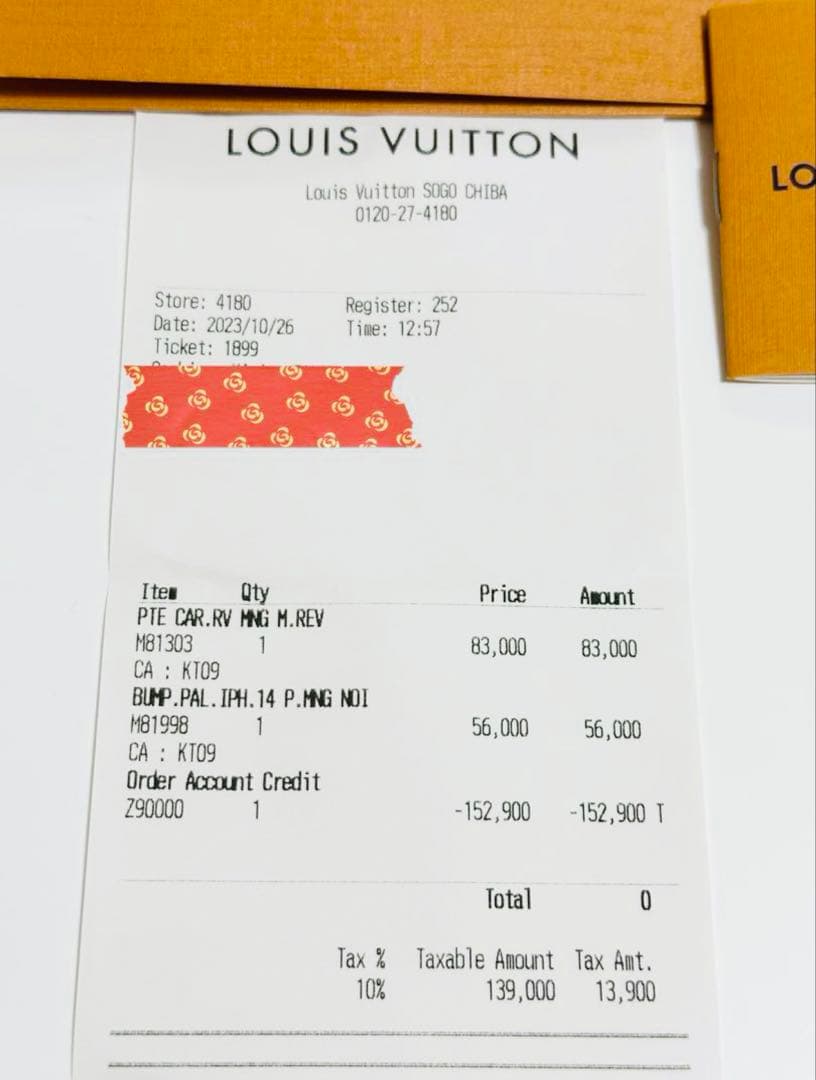 LOUIS VUITTON
Louis Vuitton SOGO CHIBA
0120-27-4180
Store: 4180 Register: 252
Date: 2023/10/26 Time: 12:57
Ticket: 1899
Item Qty Price Amount
PTE CAR.RV MNG M.REV
M81303 1 83,000 83,000
CA : KT09
BUMP.PAL.IPH.14 P.MNG NOI
M81998 1 56,000 56,000
CA : KT09
Order Account Credit
Z90000 1 -152,900 -152,900 T
Total 0
Tax % Taxable Amount Tax Amt.
10% 139,000 13,900
LO